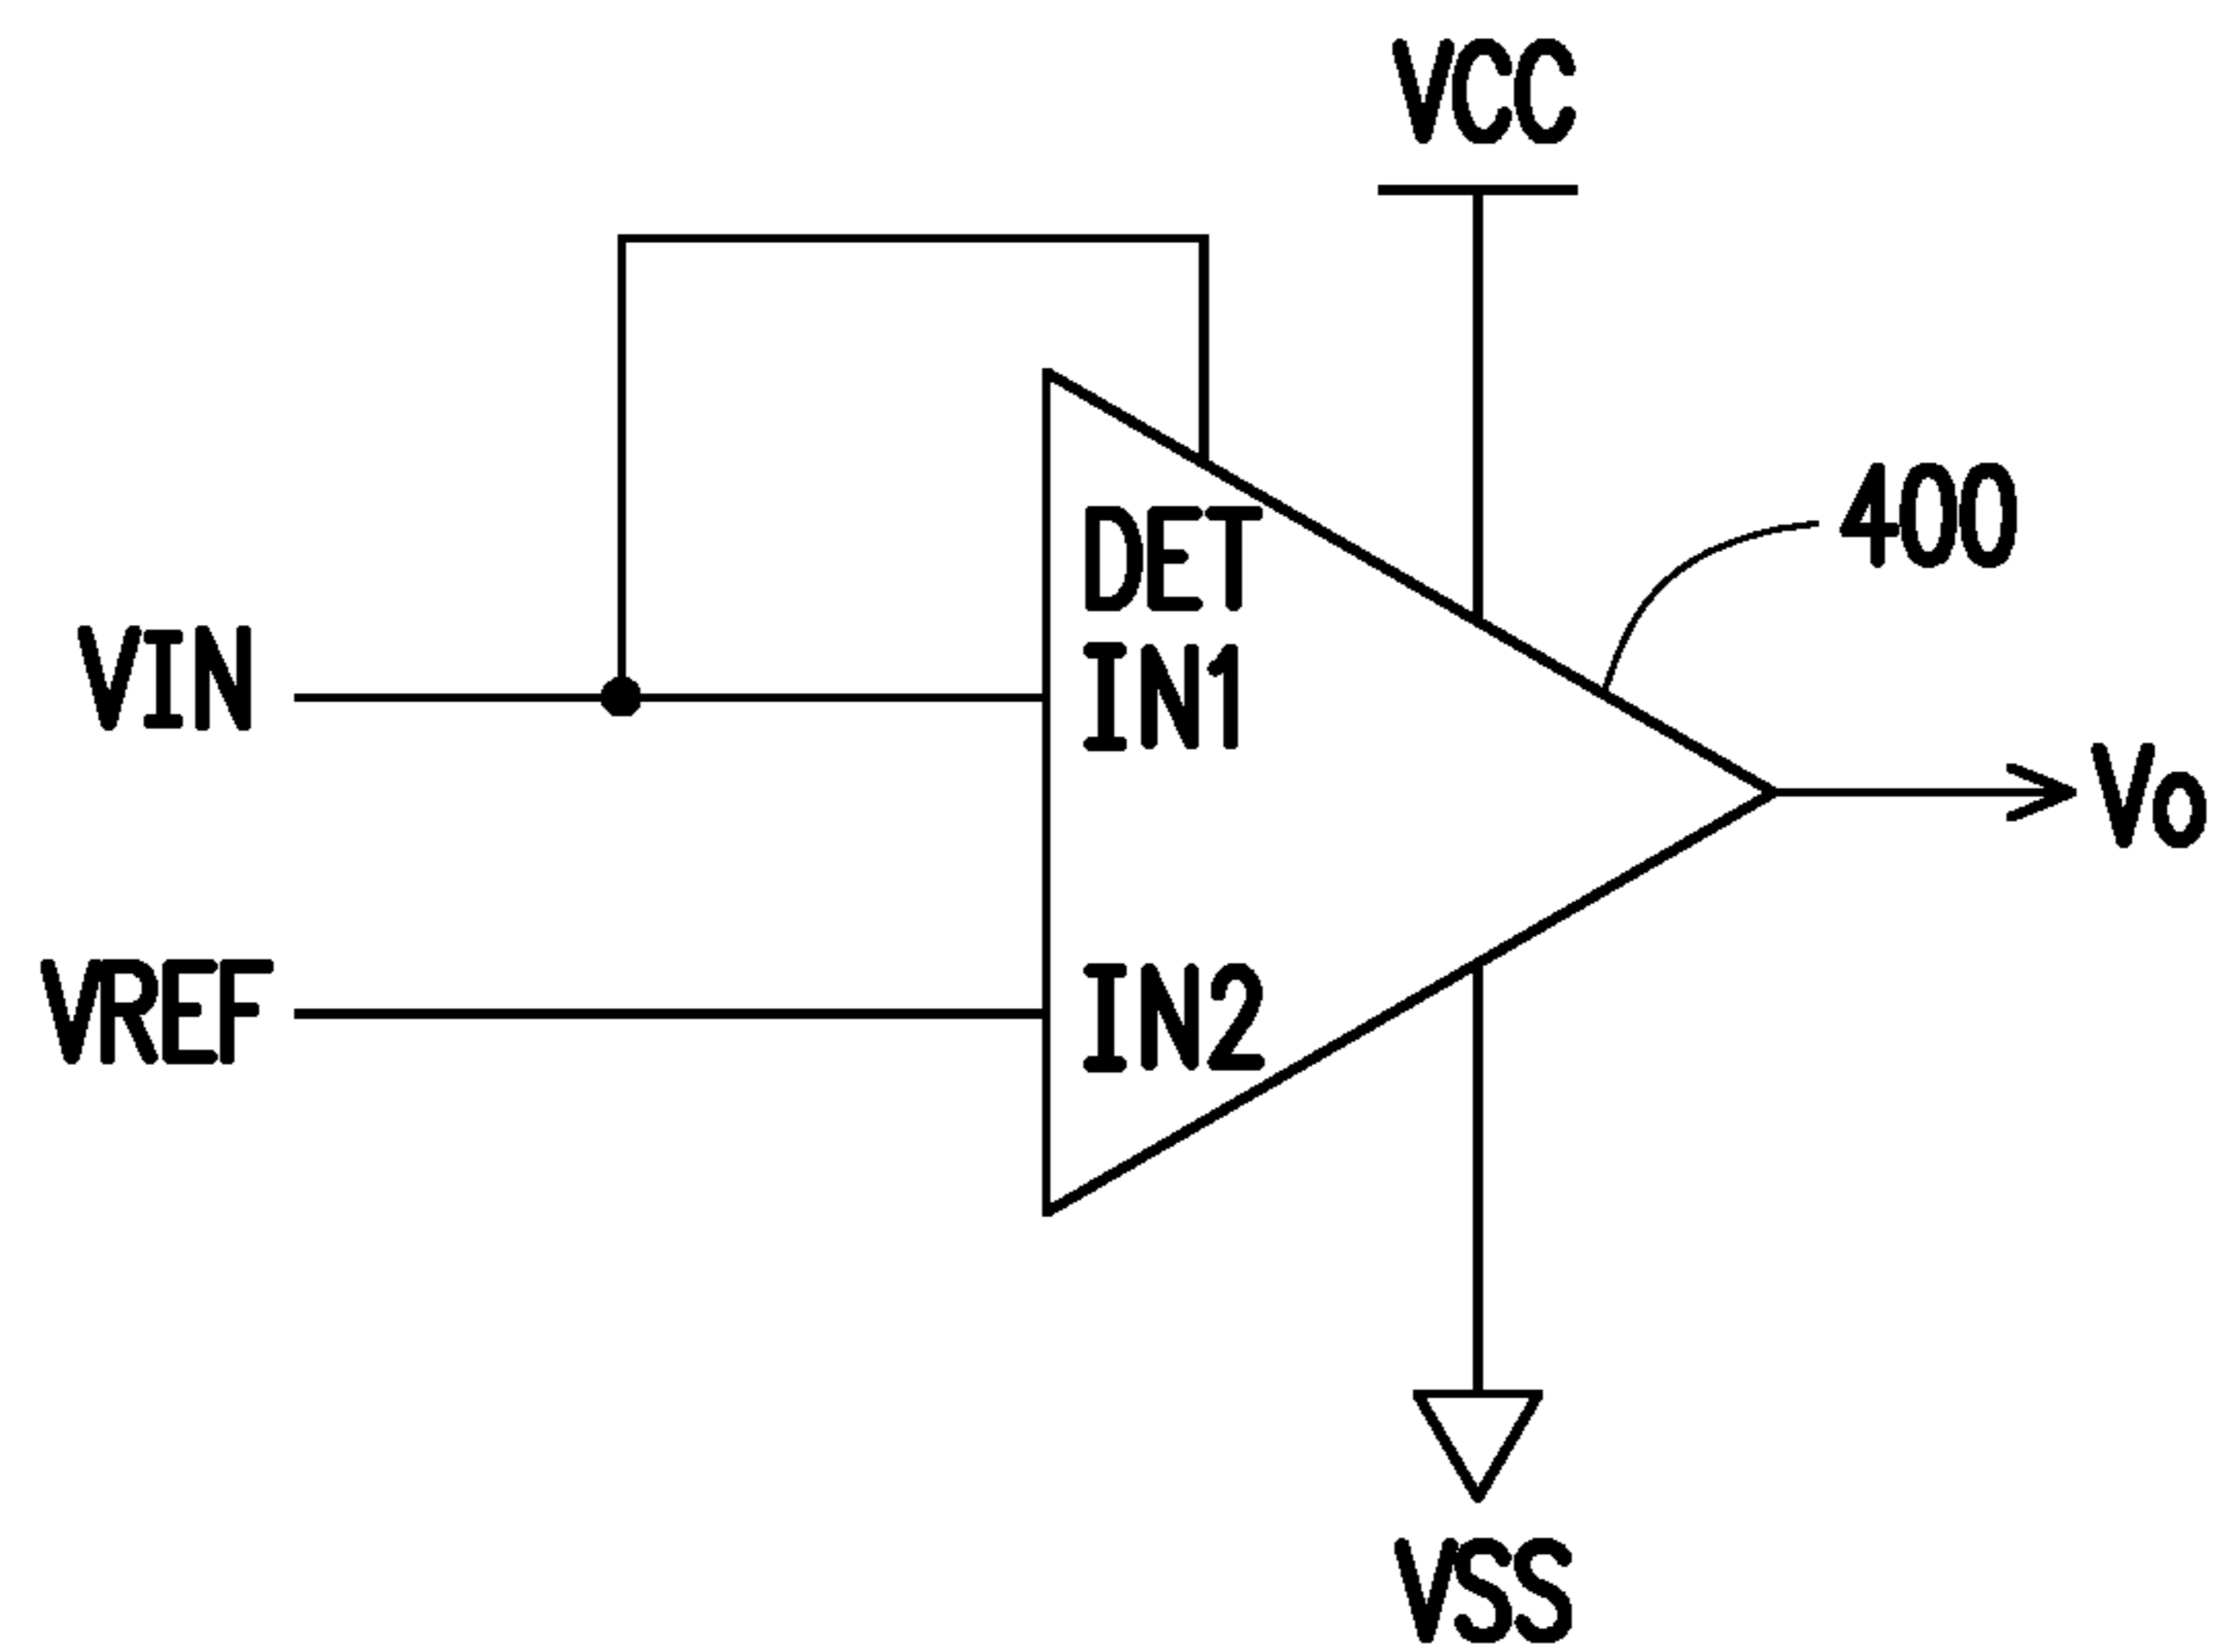 VCC
400
DET
VIN
IN1
Vo
VREF
IN2
VSS